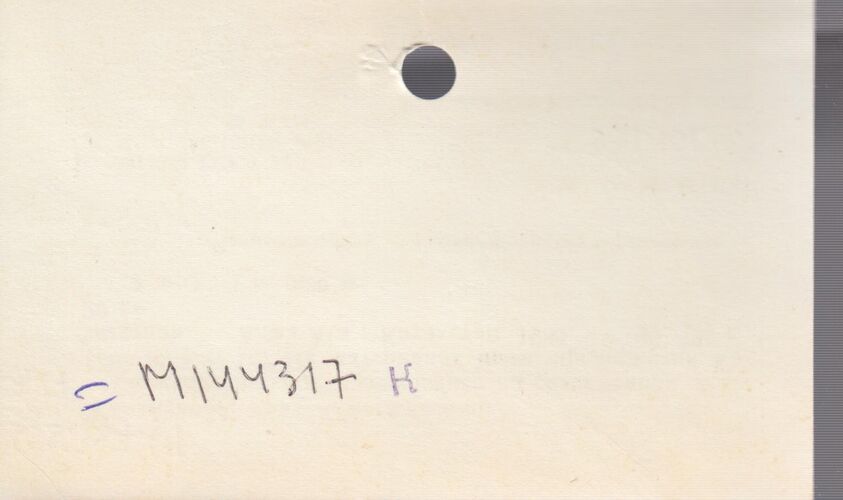 = M144317 K